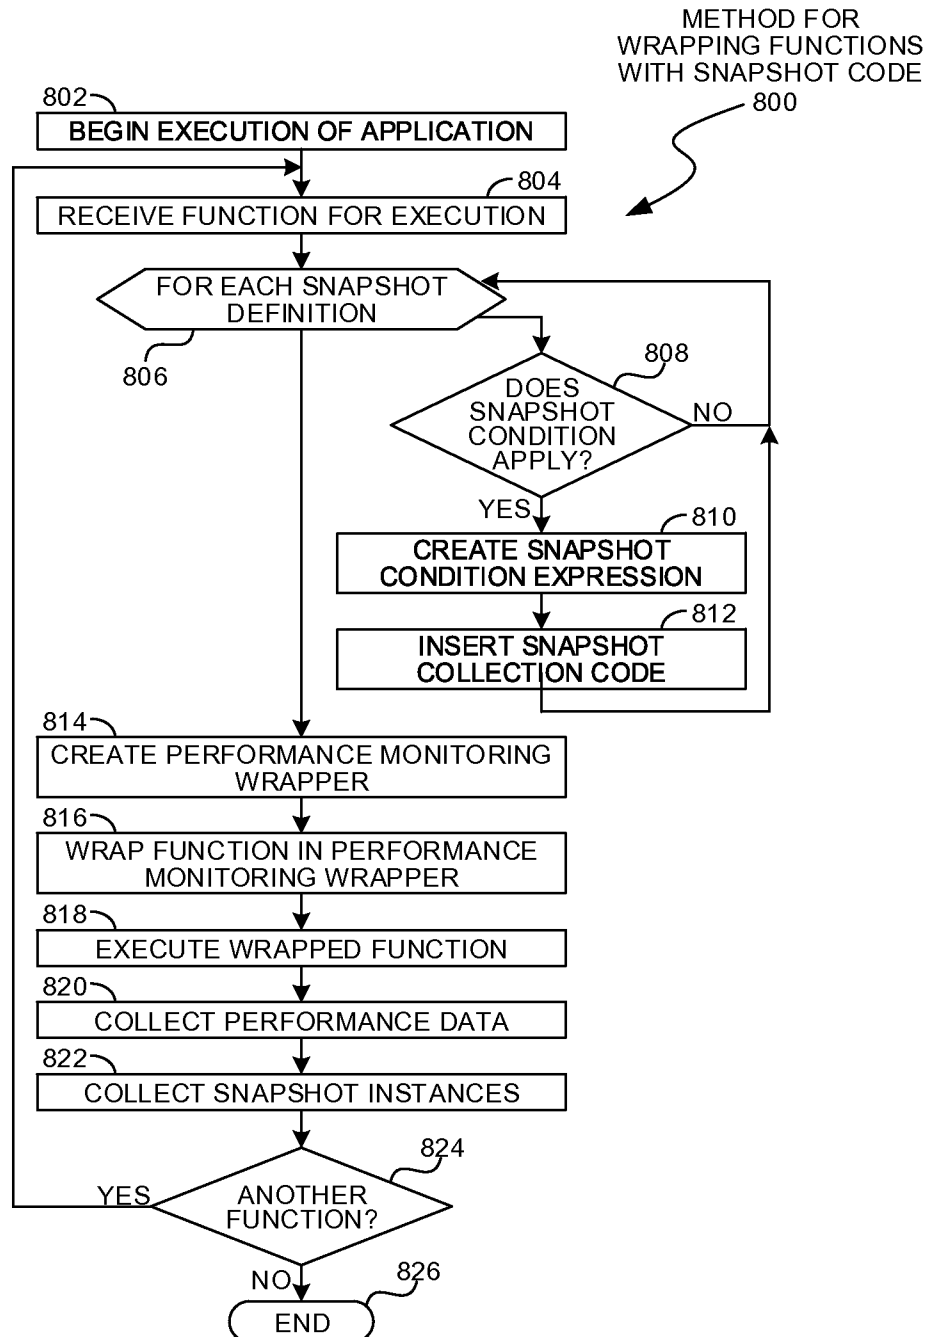 METHOD FOR
WRAPPING FUNCTIONS
WITH SNAPSHOT CODE
800
802
BEGIN EXECUTION OF APPLICATION
804
RECEIVE FUNCTION FOR EXECUTION
FOR EACH SNAPSHOT
DEFINITION
806
808
DOES
SNAPSHOT
CONDITION
APPLY?
NO
YES
810
CREATE SNAPSHOT
CONDITION EXPRESSION
812
INSERT SNAPSHOT
COLLECTION CODE
814
CREATE PERFORMANCE MONITORING
WRAPPER
816
WRAP FUNCTION IN PERFORMANCE
MONITORING WRAPPER
818
EXECUTE WRAPPED FUNCTION
820
COLLECT PERFORMANCE DATA
822
COLLECT SNAPSHOT INSTANCES
824
YES
ANOTHER
FUNCTION?
NO
826
END